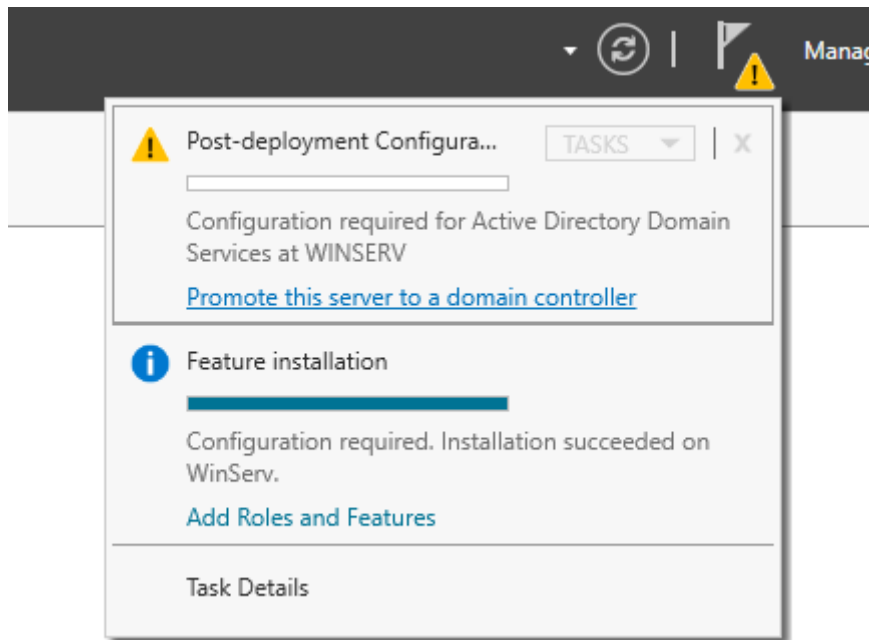 Manag
Post-deployment Configura...
TASKS
X
Configuration required for Active Directory Domain
Services at WINSERV
Promote this server to a domain controller
Feature installation
Configuration required. Installation succeeded on
WinServ.
Add Roles and Features
Task Details